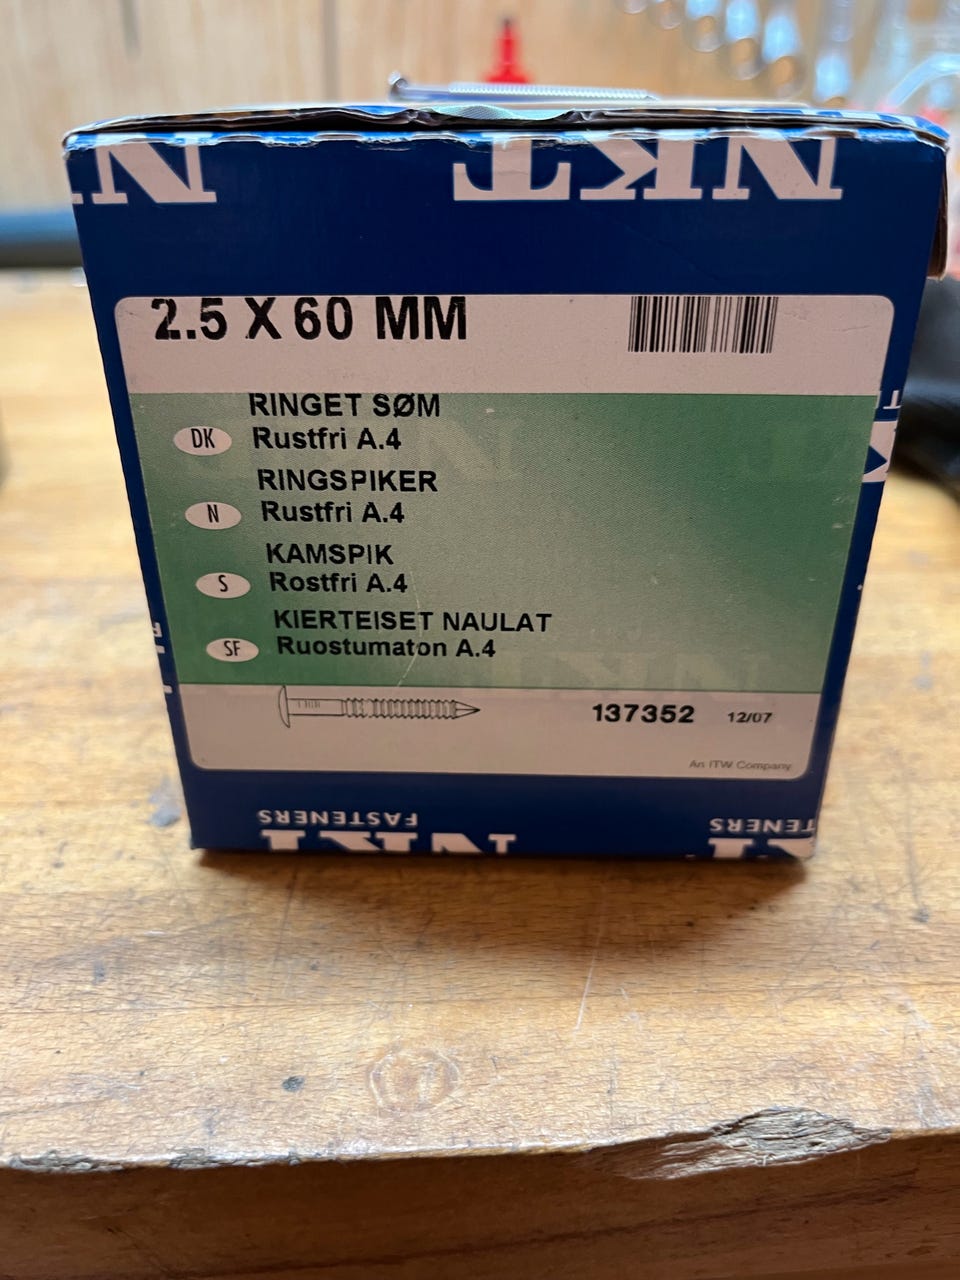 NKT
2.5 X 60 MM
RINGET SØM
DK Rustfri A.4
RINGSPIKER
N Rustfri A.4
KAMSPIK
S Rostfri A.4
KIERTEISET NAULAT
SF Ruostumaton A.4
137352 12/07
An ITW Company
FASTENERS
NKT